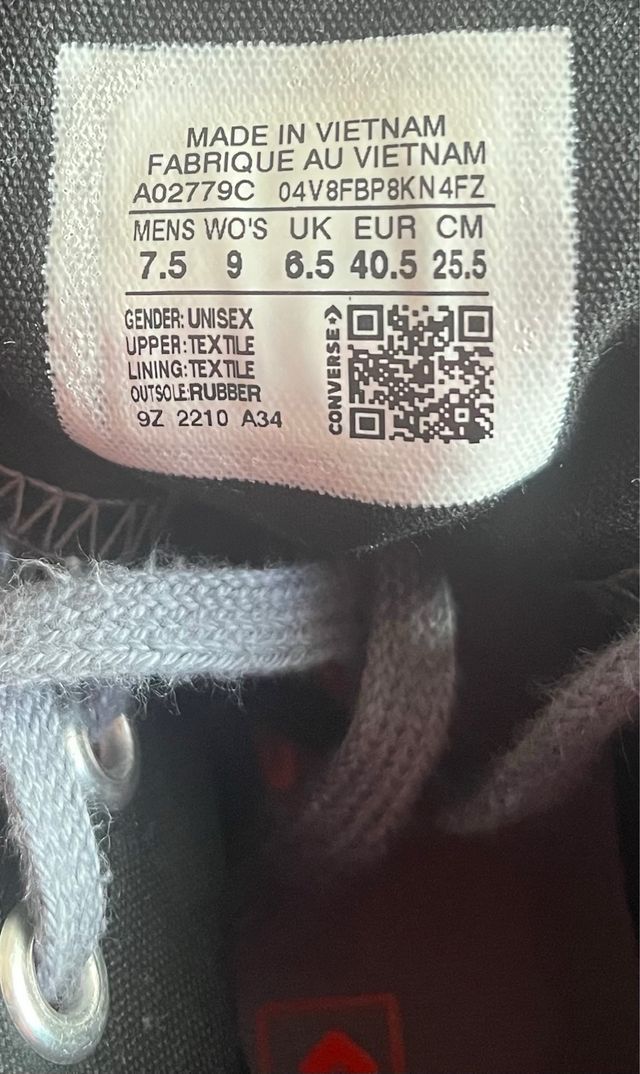 MADE IN VIETNAM
FABRIQUE AU VIETNAM
A02779C 04V8FBP8KN4FZ
MENS WO'S UK EUR CM
7.5 9 6.5 40.5 25.5
GENDER: UNISEX
UPPER: TEXTILE
LINING: TEXTILE
OUTSOLE: RUBBER
9Z 2210 A34
CONVERSE